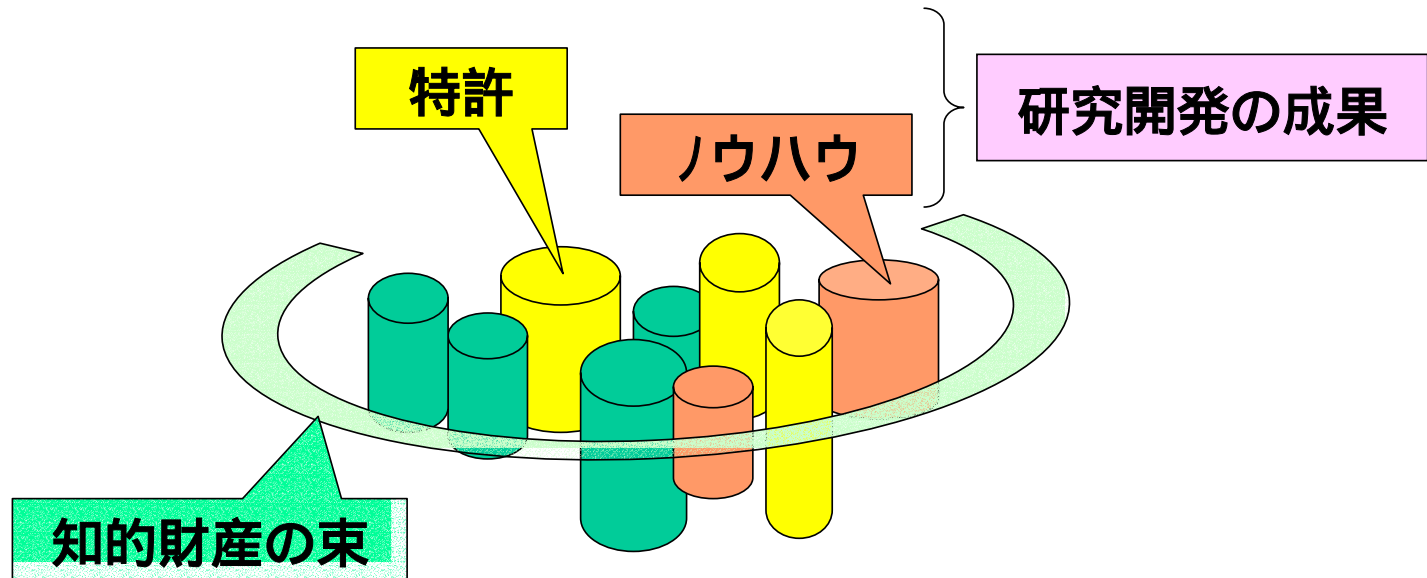 特許
研究開発の成果
ノウハウ
知的財産の束